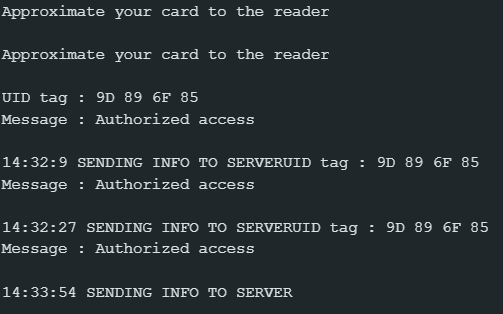 Approximate your card to the reader
Approximate your card to the reader
UID tag : 9D 89 6F 85
Message : Authorized access
14:32:9 SENDING INFO TO SERVERUID tag : 9D 89 6F 85
Message : Authorized access
14:32:27 SENDING INFO TO SERVERUID tag : 9D 89 6F 85
Message : Authorized access
14:33:54 SENDING INFO TO SERVER